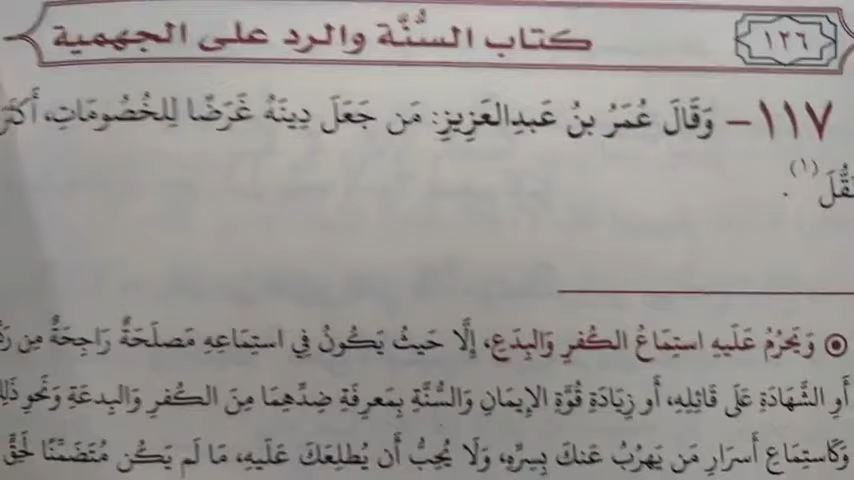 كتاب السُّنَّة والرد على الجهمية
١٢٦
١١٧- وَقَالَ عُمَرُ بنُ عَبدِالعَزِيزِ: مَن جَعَلَ دِينَهُ غَرَضًا لِلخُصُومَاتِ، أَكثَرَ
(١).
⦿ وَيَحرُمُ عَلَيهِ استِمَاعُ الكُفرِ وَالبِدَعِ، إِلَّا حَيثُ يَكُونُ فِي استِمَاعِهِ مَصلَحَةٌ رَاجِحَةٌ مِن
أَوِ الشَّهَادَةِ عَلَى قَائِلِهِ، أَو زِيَادَةِ قُوَّةِ الإِيمَانِ وَالسُّنَّةِ بِمَعرِفَةِ ضِدِّهِمَا مِنَ الكُفرِ وَالبِدعَةِ وَنَحوِ
وَكَاستِمَاعِ أَسرَارِ مَن يَهرُبُ عَنكَ بِسِرِّهِ، وَلَا يُحِبُّ أَن يُطلِعَكَ عَلَيهِ، مَا لَم يَكُن مُتَضَمِّنًا لِحَقٍّ